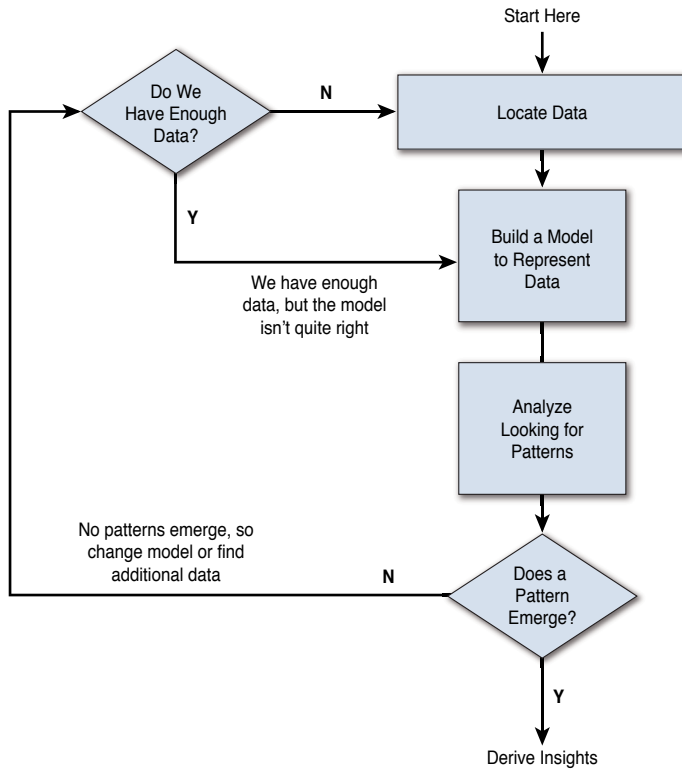 Start Here
Do We
Have Enough
Data?
N
Locate Data
Y
Build a Model
to Represent
Data
We have enough
data, but the model
isn't quite right
Analyze
Looking for
Patterns
No patterns emerge, so
change model or find
additional data
N
Does a
Pattern
Emerge?
Y
Derive Insights